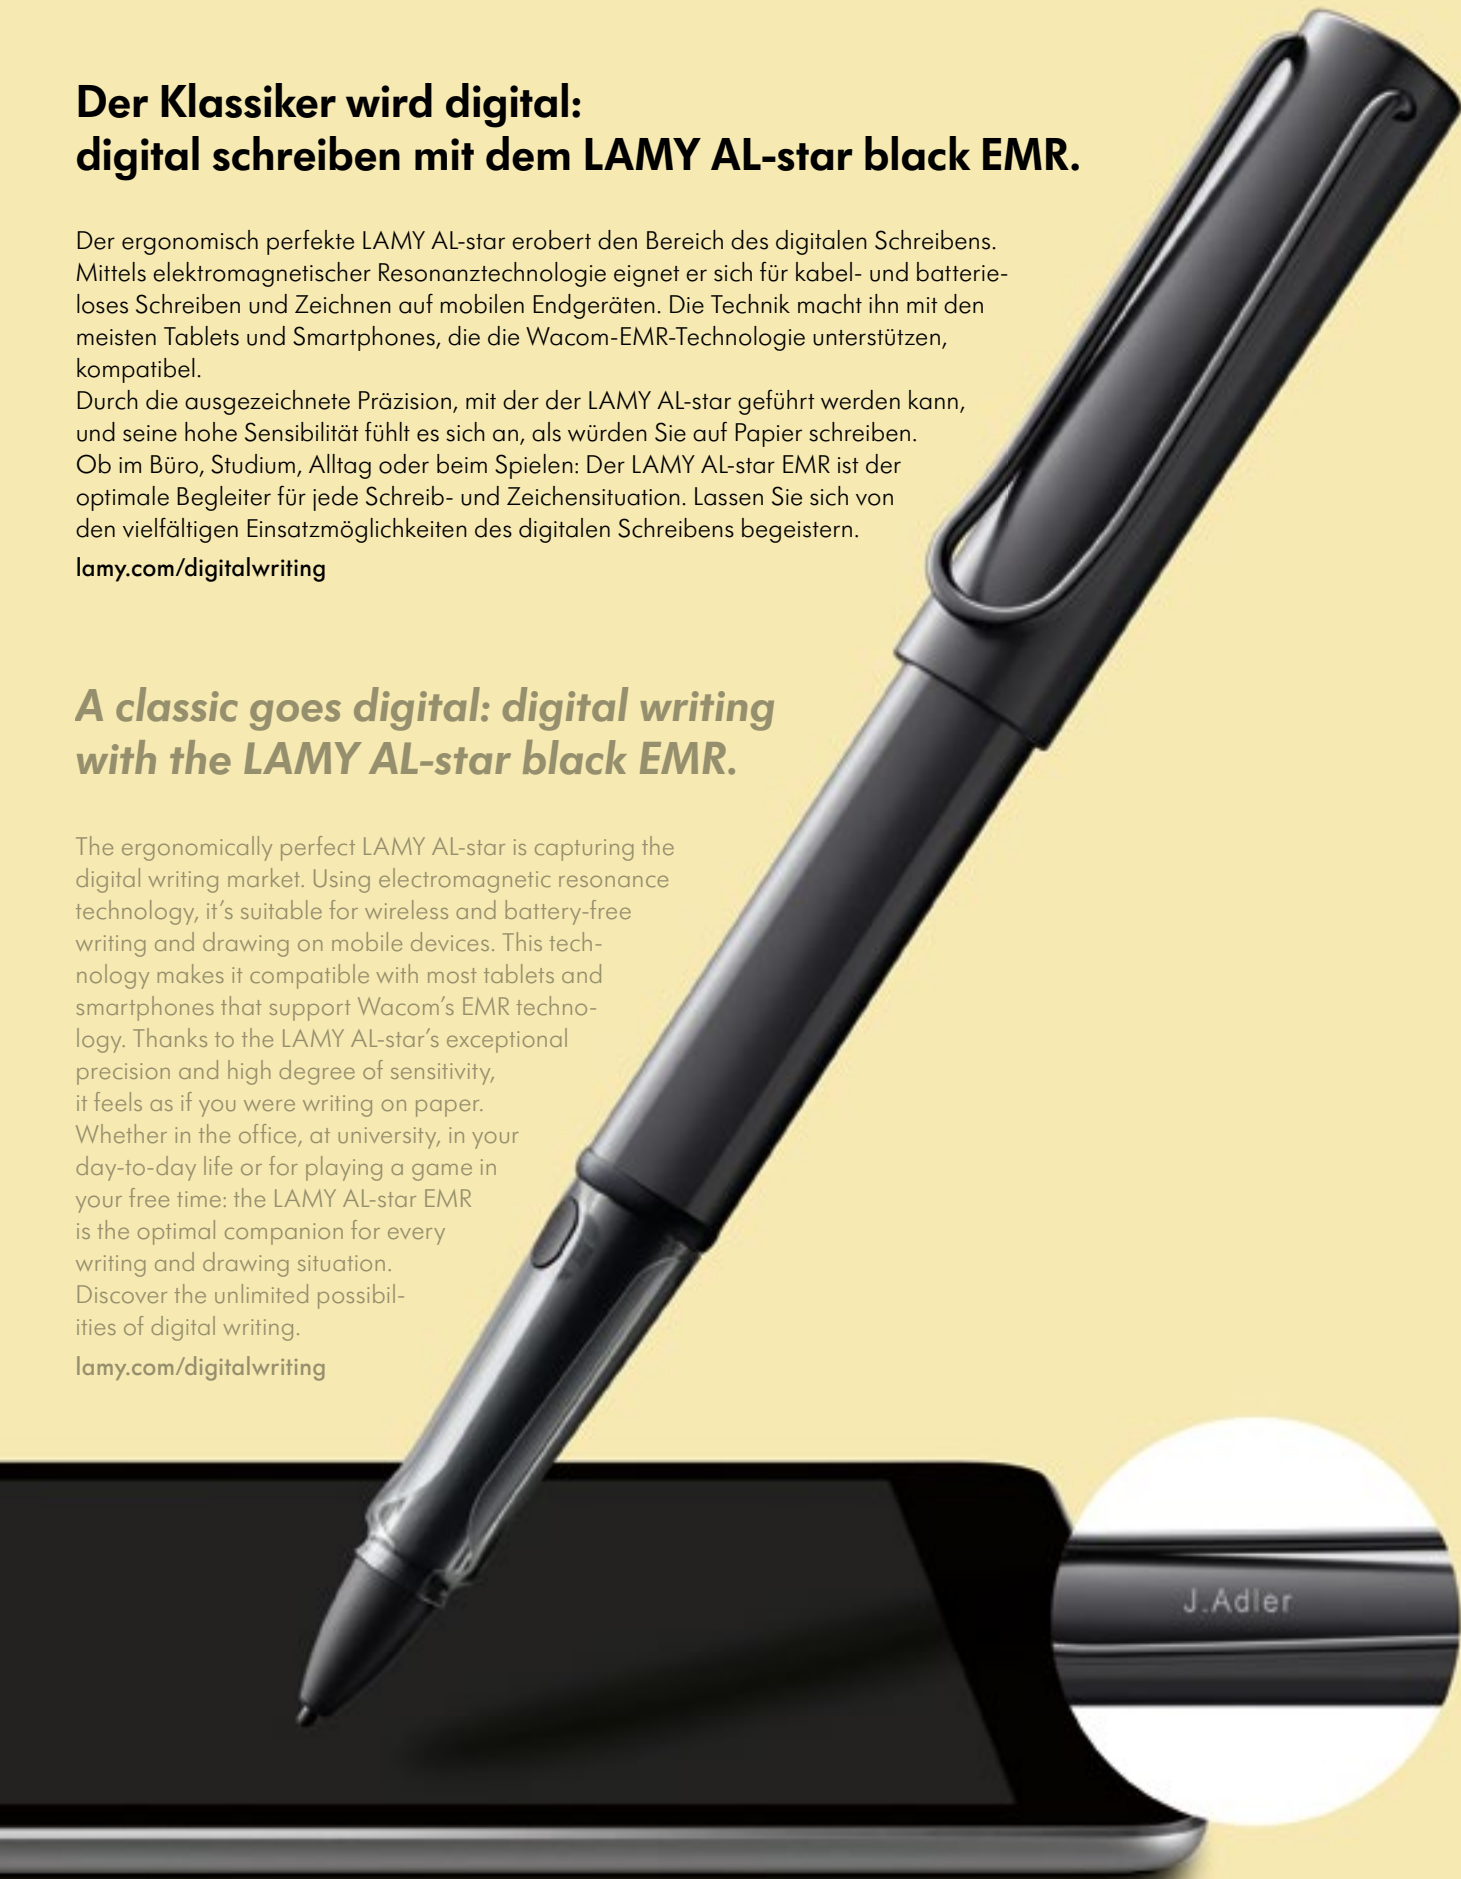 Der Klassiker wird digital:
digital schreiben mit dem LAMY AL-star black EMR.
Der ergonomisch perfekte LAMY AL-star erobert den Bereich des digitalen Schreibens.
Mittels elektromagnetischer Resonanztechnologie eignet er sich für kabel- und batterie-
loses Schreiben und Zeichnen auf mobilen Endgeräten. Die Technik macht ihn mit den
meisten Tablets und Smartphones, die die Wacom-EMR-Technologie unterstützen,
kompatibel.
Durch die ausgezeichnete Präzision, mit der der LAMY AL-star geführt werden kann,
und seine hohe Sensibilität fühlt es sich an, als würden Sie auf Papier schreiben.
Ob im Büro, Studium, Alltag oder beim Spielen: Der LAMY AL-star EMR ist der
optimale Begleiter für jede Schreib- und Zeichensituation. Lassen Sie sich von
den vielfältigen Einsatzmöglichkeiten des digitalen Schreibens begeistern.
lamy.com/digitalwriting
A classic goes digital: digital writing
with the LAMY AL-star black EMR.
The ergonomically perfect LAMY AL-star is capturing the
digital writing market. Using electromagnetic resonance
technology, it's suitable for wireless and battery-free
writing and drawing on mobile devices. This tech-
nology makes it compatible with most tablets and
smartphones that support Wacom's EMR techno-
logy. Thanks to the LAMY AL-star's exceptional
precision and high degree of sensitivity,
it feels as if you were writing on paper.
Whether in the office, at university, in your
day-to-day life or for playing a game in
your free time: the LAMY AL-star EMR
is the optimal companion for every
writing and drawing situation.
Discover the unlimited possibil-
ities of digital writing.
lamy.com/digitalwriting
J.Adler